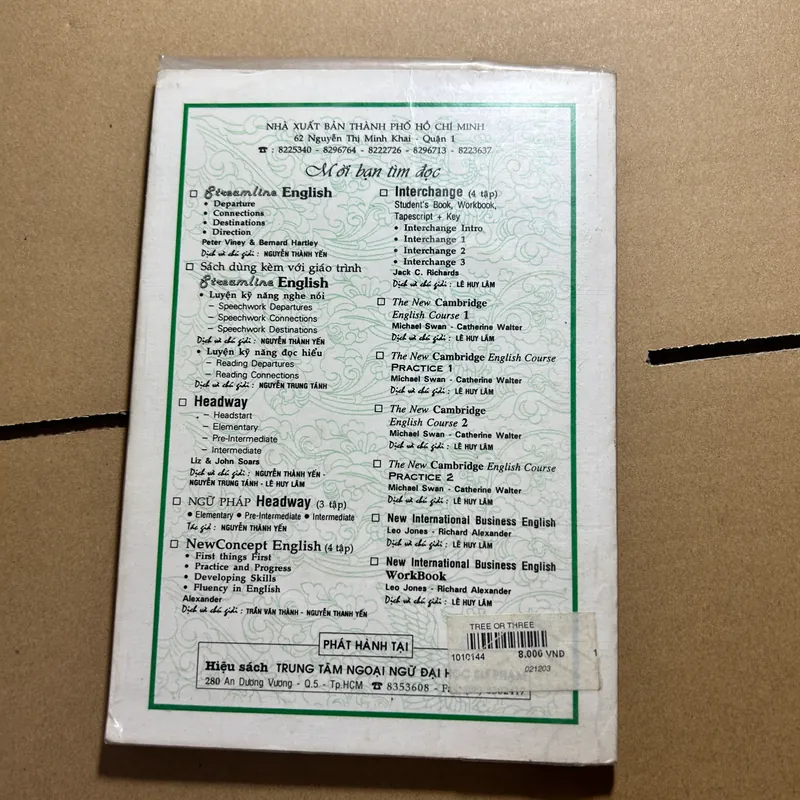 NHÀ XUẤT BẢN THÀNH PHỐ HỒ CHÍ MINH
62 Nguyễn Thị Minh Khai - Quận 1
☎ : 8225340 - 8296764 - 8222726 - 8296713 - 8223637
Mời bạn tìm đọc
Streamline English
• Departure
• Connections
• Destinations
• Direction
Peter Viney & Bernard Hartley
Dịch và chú giải : NGUYỄN THÀNH YẾN
Sách dùng kèm với giáo trình
Streamline English
• Luyện kỹ năng nghe nói
– Speechwork Departures
– Speechwork Connections
– Speechwork Destinations
Dịch và chú giải : NGUYỄN THÀNH YẾN
• Luyện kỹ năng đọc hiểu
– Reading Departures
– Reading Connections
Dịch và chú giải : NGUYỄN TRUNG TÁNH
Headway
– Headstart
– Elementary
– Pre-Intermediate
– Intermediate
Liz & John Soars
Dịch và chú giải : NGUYỄN THÀNH YẾN -
NGUYỄN TRUNG TÁNH - LÊ HUY LÂM
NGỮ PHÁP Headway (3 tập)
• Elementary • Pre-Intermediate • Intermediate
Tác giả : NGUYỄN THÀNH YẾN
NewConcept English (4 tập)
• First things First
• Practice and Progress
• Developing Skills
• Fluency in English
Alexander
Dịch và chú giải : TRẦN VĂN THÀNH - NGUYỄN THANH YẾN
Interchange (4 tập)
Student's Book, Workbook,
Tapescript + Key
• Interchange Intro
• Interchange 1
• Interchange 2
• Interchange 3
Jack C. Richards
Dịch và chú giải : LÊ HUY LÂM
The New Cambridge
English Course 1
Michael Swan - Catherine Walter
Dịch và chú giải : LÊ HUY LÂM
The New Cambridge English Course
PRACTICE 1
Michael Swan - Catherine Walter
Dịch và chú giải : LÊ HUY LÂM
The New Cambridge
English Course 2
Michael Swan - Catherine Walter
Dịch và chú giải : LÊ HUY LÂM
The New Cambridge English Course
PRACTICE 2
Michael Swan - Catherine Walter
Dịch và chú giải : LÊ HUY LÂM
New International Business English
Leo Jones - Richard Alexander
Dịch và chú giải : LÊ HUY LÂM
New International Business English
WorkBook
Leo Jones - Richard Alexander
Dịch và chú giải : LÊ HUY LÂM
TREE OR THREE
1010144 8.000 VND 1
021203
PHÁT HÀNH TẠI
Hiệu sách TRUNG TÂM NGOẠI NGỮ ĐẠI HỌC SƯ PHẠM
280 An Dương Vương - Q.5 - Tp.HCM ☎ 8353608